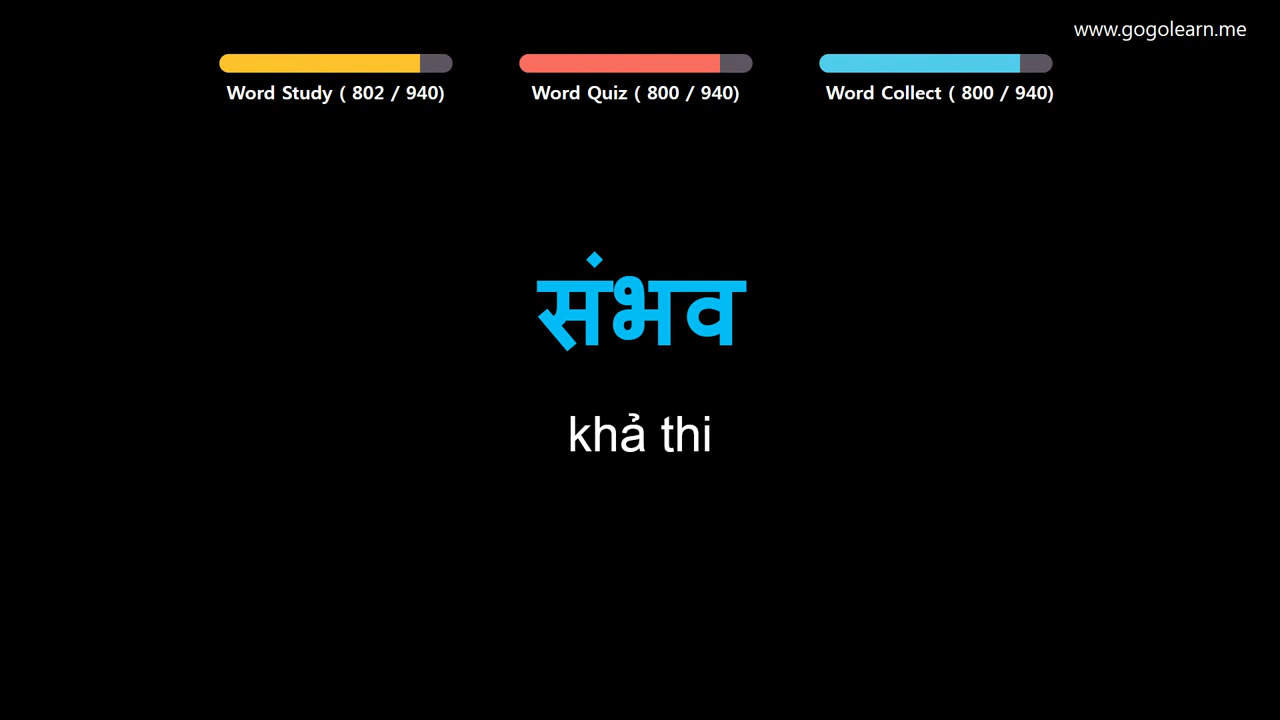 www.gogolearn.me
Word Study ( 802 / 940)
Word Quiz ( 800 / 940)
Word Collect ( 800 / 940)
संभव
khả thi